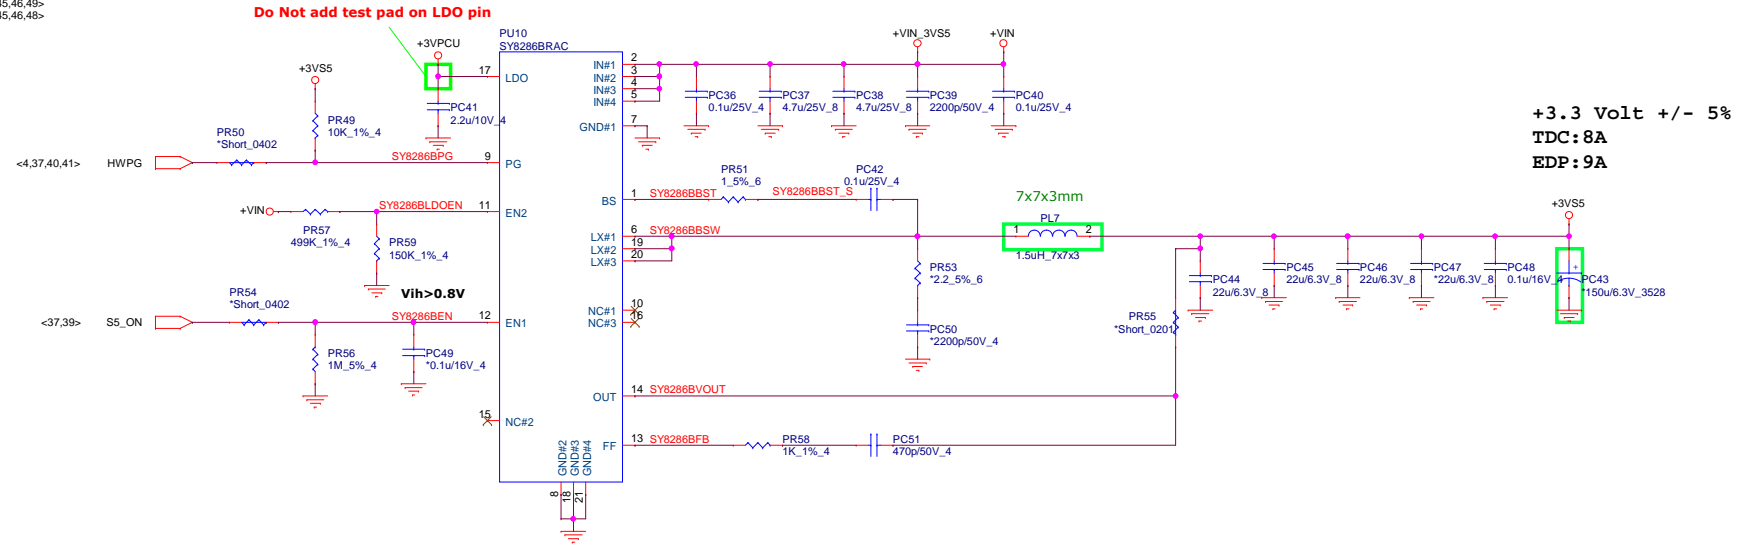 45,46,49>
45,46,48>
Do Not add test pad on LDO pin
+3VPCU
PU10
SY8286BRAC
+VIN_3VS5
+VIN
+3VS5
17
LDO
IN#1
2
IN#2
3
IN#3
4
IN#4
5
PC41
2.2u/10V_4
PC36
0.1u/25V_4
PC37
4.7u/25V_8
PC38
4.7u/25V_8
PC39
2200p/50V_4
PC40
0.1u/25V_4
GND#1
7
+3.3 Volt +/- 5%
TDC:8A
EDP:9A
PR49
10K_1%_4
PR50
*Short_0402
<4,37,40,41>
HWPG
SY8286BPG
9
PG
PR51
1_5%_6
PC42
0.1u/25V_4
BS
1
SY8286BBST
SY8286BBST_S
7x7x3mm
PL7
1
2
1.5uH_7x7x3
+3VS5
+VIN
SY8286BLDOEN
11
EN2
PR57
499K_1%_4
PR59
150K_1%_4
LX#1
6
SY8286BBSW
LX#2
19
LX#3
20
PR53
*2.2_5%_6
PC44
22u/6.3V_8
PC45
22u/6.3V_8
PC46
22u/6.3V_8
PC47
*22u/6.3V_8
PC48
0.1u/16V_4
+
PC43
*150u/6.3V_3528
PR54
*Short_0402
Vih>0.8V
<37,39>
S5_ON
SY8286BEN
12
EN1
NC#1
10
NC#3
16
PR55
*Short_0201
PR56
1M_5%_4
PC49
*0.1u/16V_4
PC50
*2200p/50V_4
OUT
14
SY8286BVOUT
15
NC#2
FF
13
SY8286BFB
PR58
1K_1%_4
PC51
470p/50V_4
GND#2
GND#3
GND#4
8
18
21